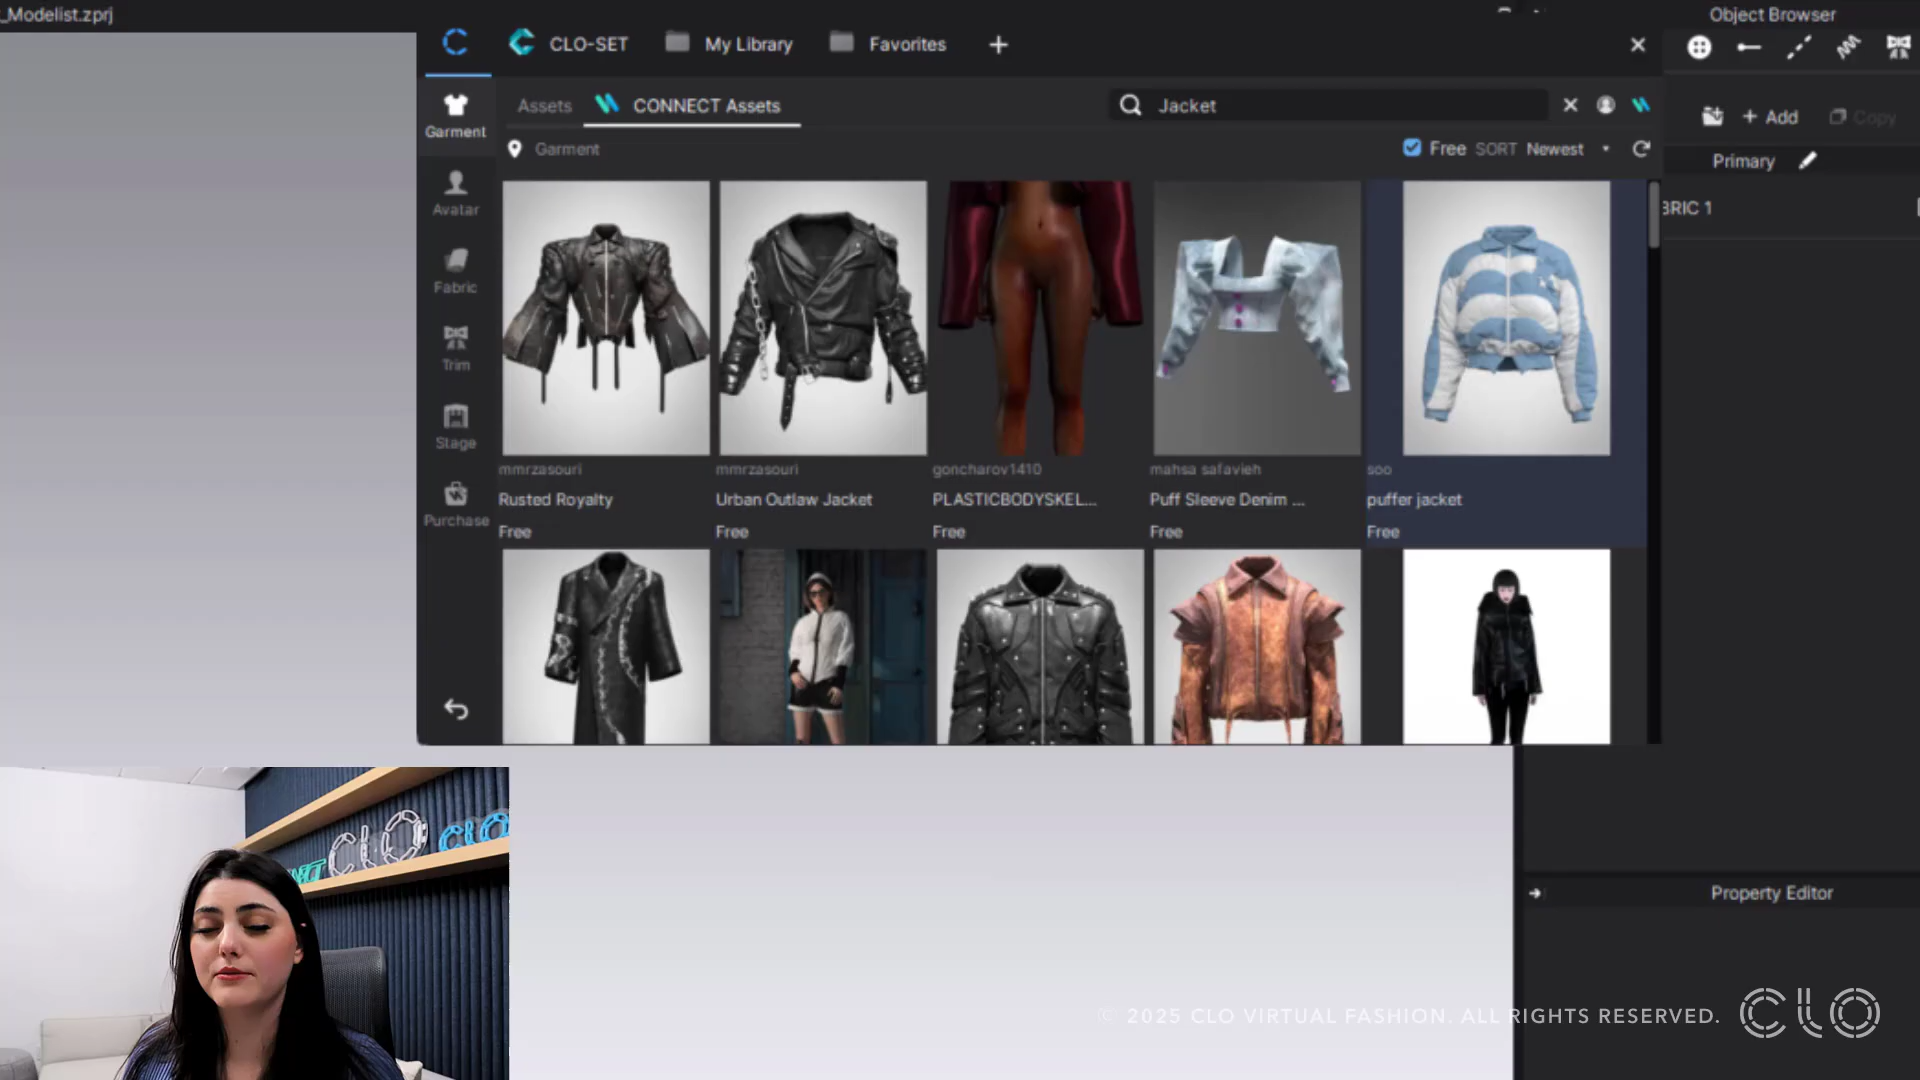 _Modelist.zprj
Object Browser
CLO-SET
My Library
Favorites
Assets
CONNECT Assets
Jacket
Garment
+ Add
Copy
Garment
Free
SORT
Newest
Primary
Avatar
BRIC 1
Fabric
Trim
Stage
Purchase
mmrzasouri
mmrzasouri
goncharov1410
mahsa safavieh
soo
Rusted Royalty
Urban Outlaw Jacket
PLASTICBODYSKEL...
Puff Sleeve Denim ...
puffer jacket
Free
Free
Free
Free
Free
CLO
CLO
Property Editor
© 2025 CLO VIRTUAL FASHION. ALL RIGHTS RESERVED.
CLO